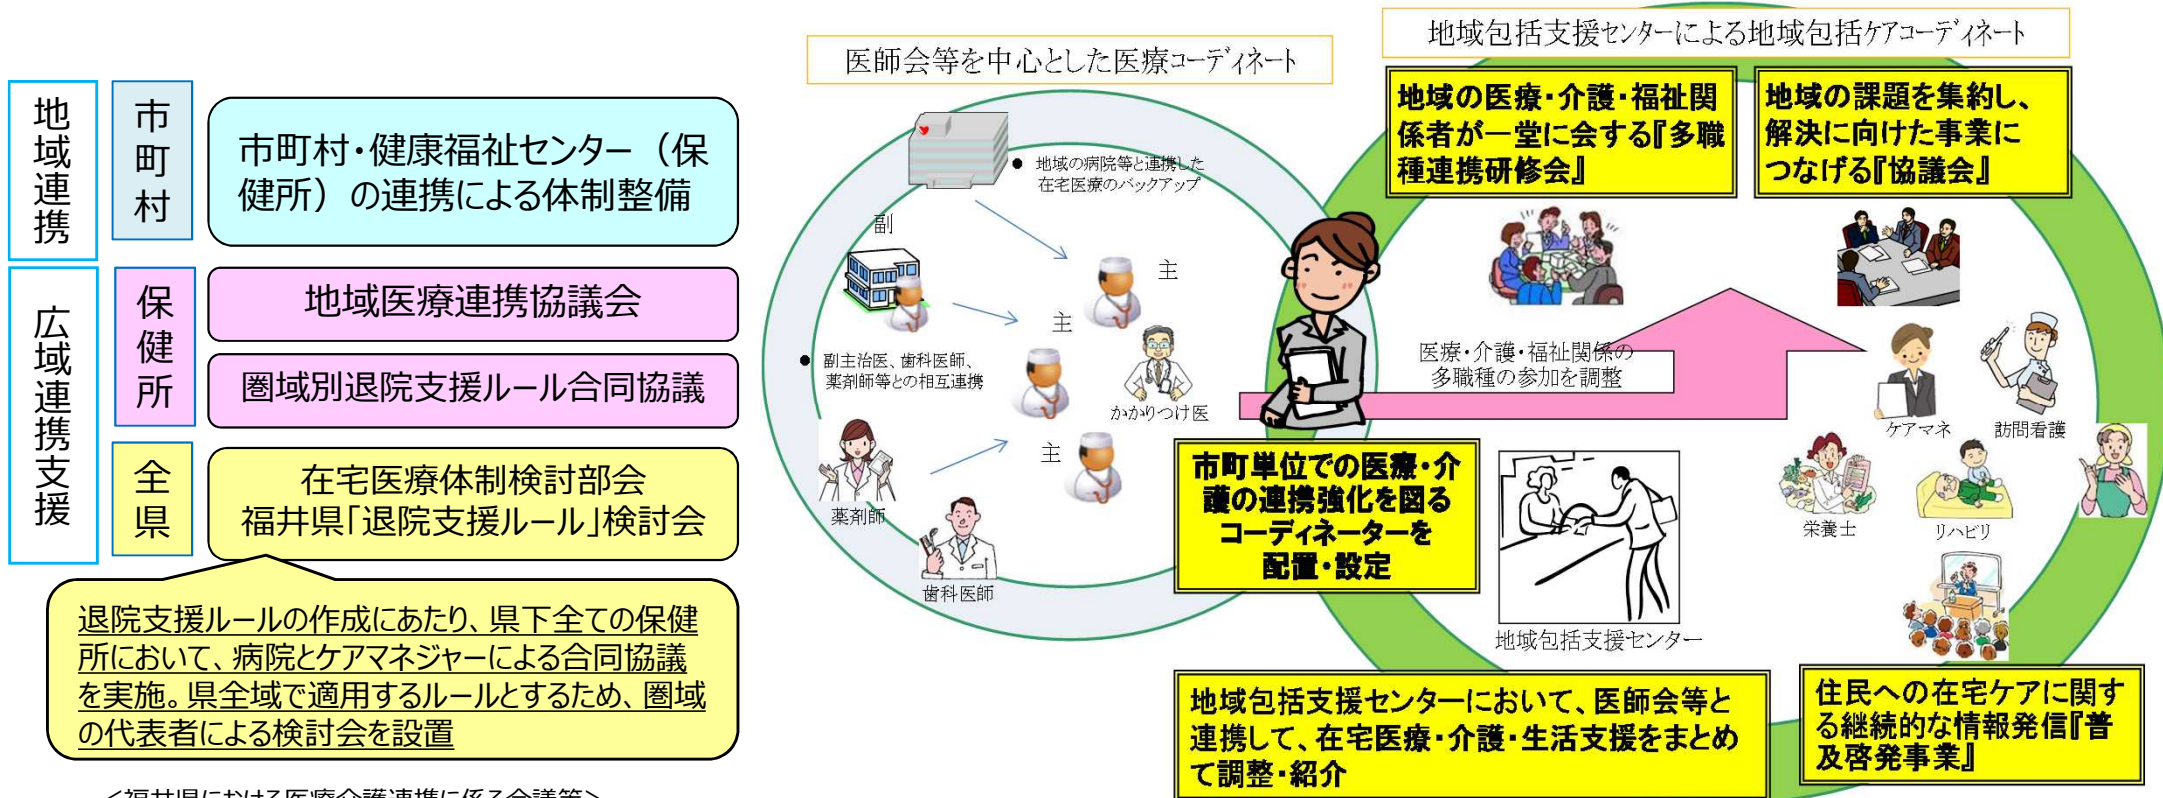 地域連携
市町村
市町村・健康福祉センター（保
健所）の連携による体制整備
広域連携支援
保健所
地域医療連携協議会
圏域別退院支援ルール合同協議
全県
在宅医療体制検討部会
福井県「退院支援ルール」検討会
退院支援ルールの作成にあたり、県下全ての保健
所において、病院とケアマネジャーによる合同協議
を実施。県全域で適用するルールとするため、圏域
の代表者による検討会を設置
＜福井県における医療介護連携に係る会議等＞
医師会等を中心とした医療コーディネート
● 地域の病院等と連携した
在宅医療のバックアップ
副
主
主
● 副主治医、歯科医師、
薬剤師等との相互連携
かかりつけ医
主
薬剤師
歯科医師
地域包括支援センターによる地域包括ケアコーディネート
地域の医療・介護・福祉関
係者が一堂に会する『多職
種連携研修会』
地域の課題を集約し、
解決に向けた事業に
つなげる『協議会』
医療・介護・福祉関係の
多職種の参加を調整
ケアマネ
訪問看護
栄養士
リハビリ
市町単位での医療・介
護の連携強化を図る
コーディネーターを
配置・設定
地域包括支援センター
地域包括支援センターにおいて、医師会等と
連携して、在宅医療・介護・生活支援をまとめ
て調整・紹介
住民への在宅ケアに関す
る継続的な情報発信『普
及啓発事業』